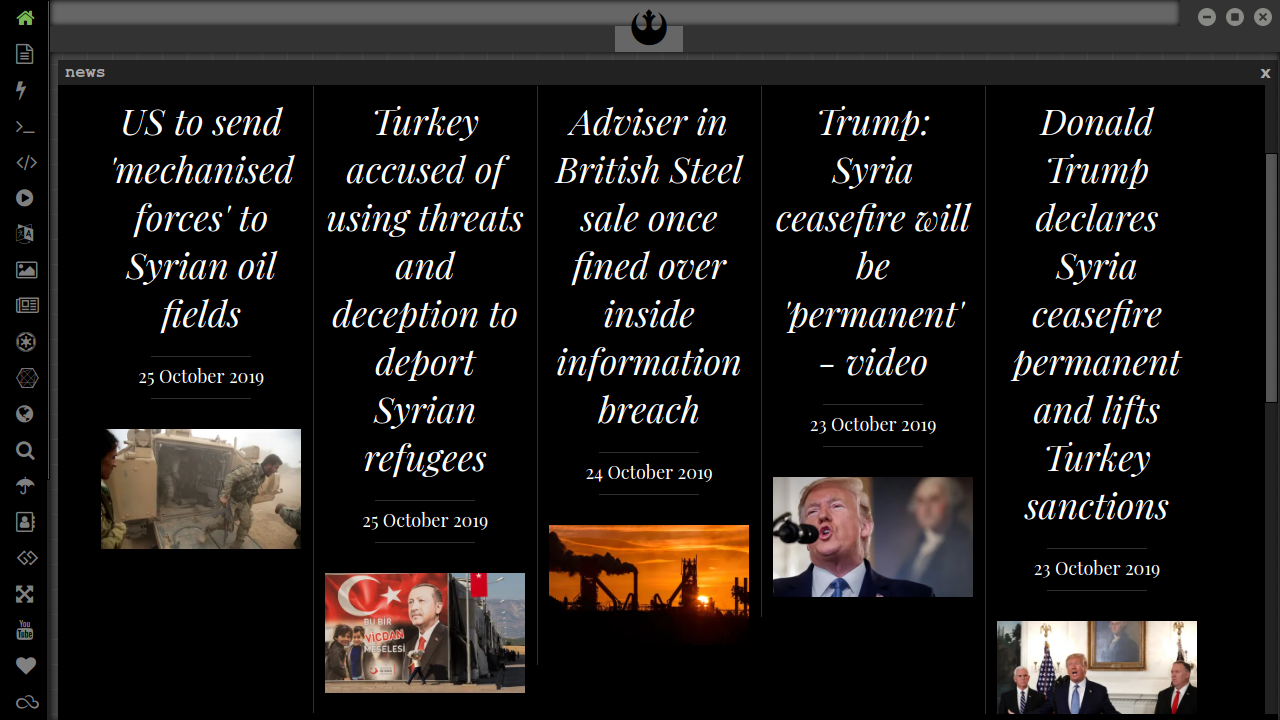 news
x
US to send
'mechanised
forces' to
Syrian oil
fields
25 October 2019
Turkey
accused of
using threats
and
deception to
deport
Syrian
refugees
25 October 2019
BU BİR
VİCDAN
MESELESİ
Adviser in
British Steel
sale once
fined over
inside
information
breach
24 October 2019
Trump:
Syria
ceasefire will
be
'permanent'
- video
23 October 2019
Donald
Trump
declares
Syria
ceasefire
permanent
and lifts
Turkey
sanctions
23 October 2019
You
Tube